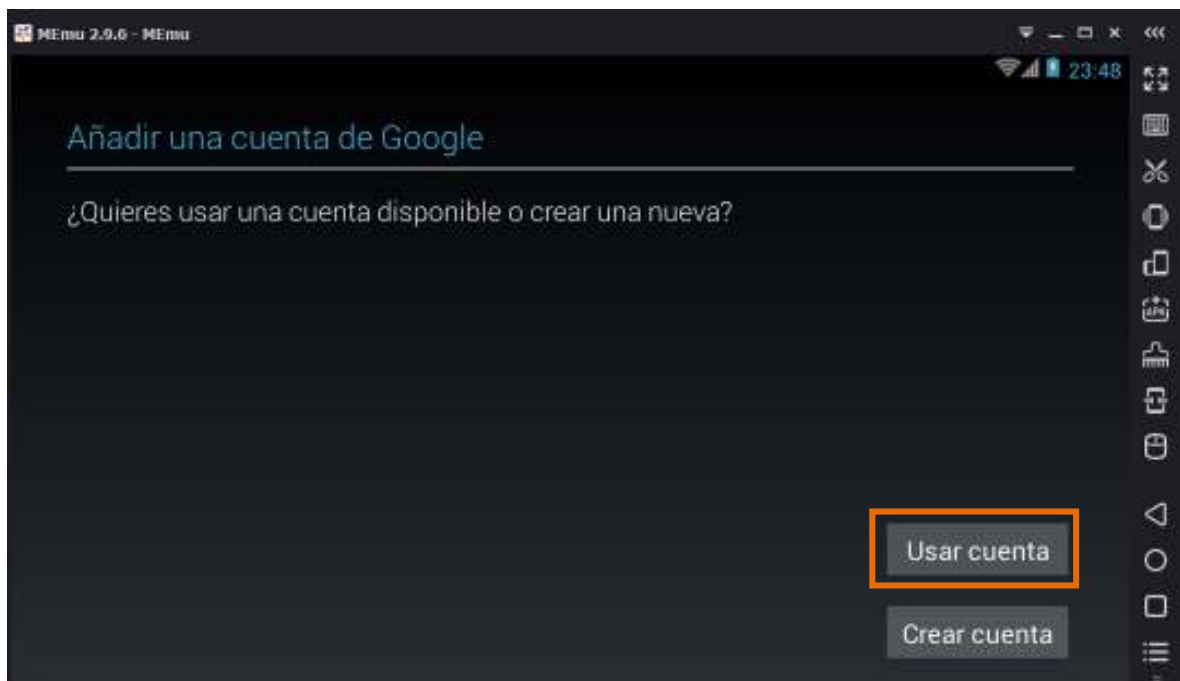 MEmu 2.9.6 - MEmu
23:48
Añadir una cuenta de Google
¿Quieres usar una cuenta disponible o crear una nueva?
APK
Usar cuenta
Crear cuenta